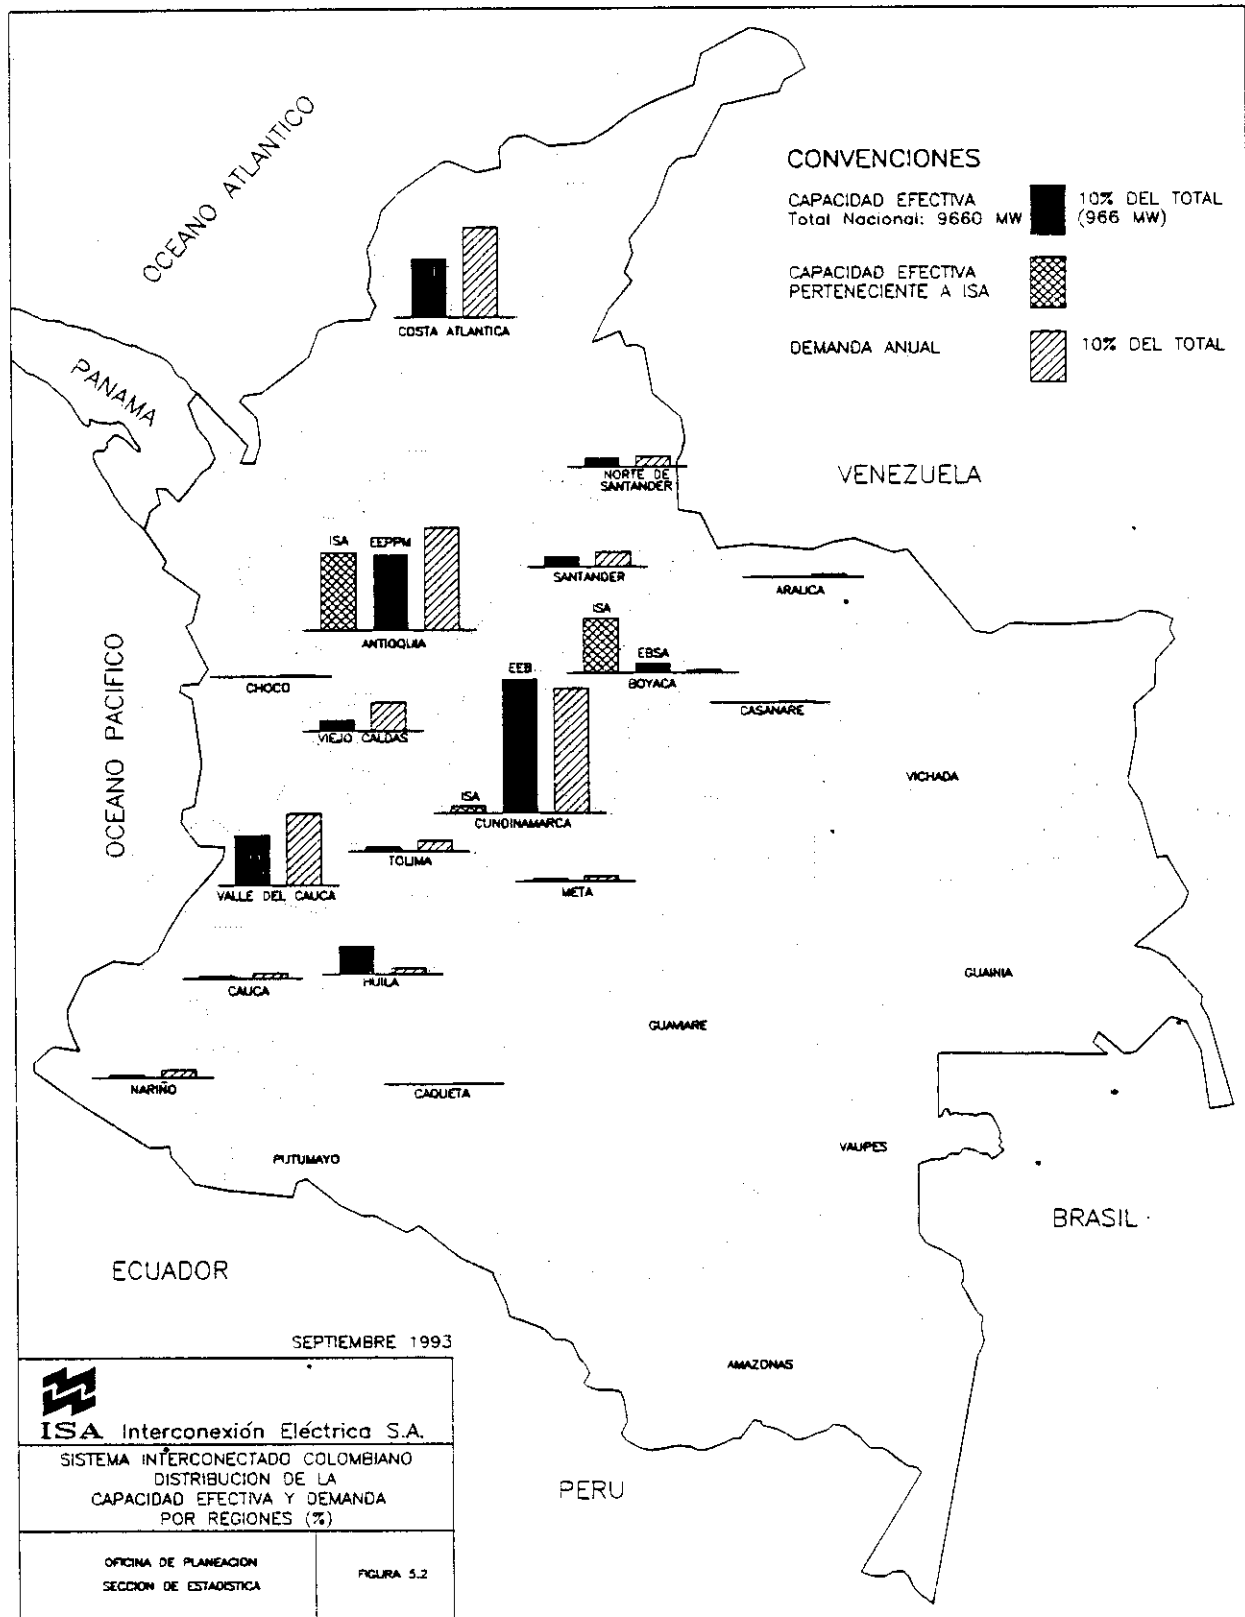 OCEANO ATLANTICO
CONVENCIONES
CAPACIDAD EFECTIVA
Total Nacional: 9660 MW
10% DEL TOTAL
(966 MW)
CAPACIDAD EFECTIVA
PERTENECIENTE A ISA
DEMANDA ANUAL
10% DEL TOTAL
COSTA ATLANTICA
PANAMA
VENEZUELA
NORTE DE
SANTANDER
ISA
EEPPM
ANTIOQUIA
SANTANDER
ARAUCA
ISA
EBSA
BOYACA
OCEANO PACIFICO
CHOCO
EEB
CASANARE
VIEJO CALDAS
VICHADA
ISA
CUNDINAMARCA
TOLIMA
VALLE DEL CAUCA
META
CAUCA
HUILA
GUAINIA
GUAVIARE
NARIÑO
CAQUETA
PUTUMAYO
VAUPES
BRASIL
ECUADOR
AMAZONAS
PERU
SEPTIEMBRE 1993
ISA Interconexión Eléctrica S.A.
SISTEMA INTERCONECTADO COLOMBIANO
DISTRIBUCION DE LA
CAPACIDAD EFECTIVA Y DEMANDA
POR REGIONES (%)
OFICINA DE PLANEACION
SECCION DE ESTADISTICA
FIGURA 5.2